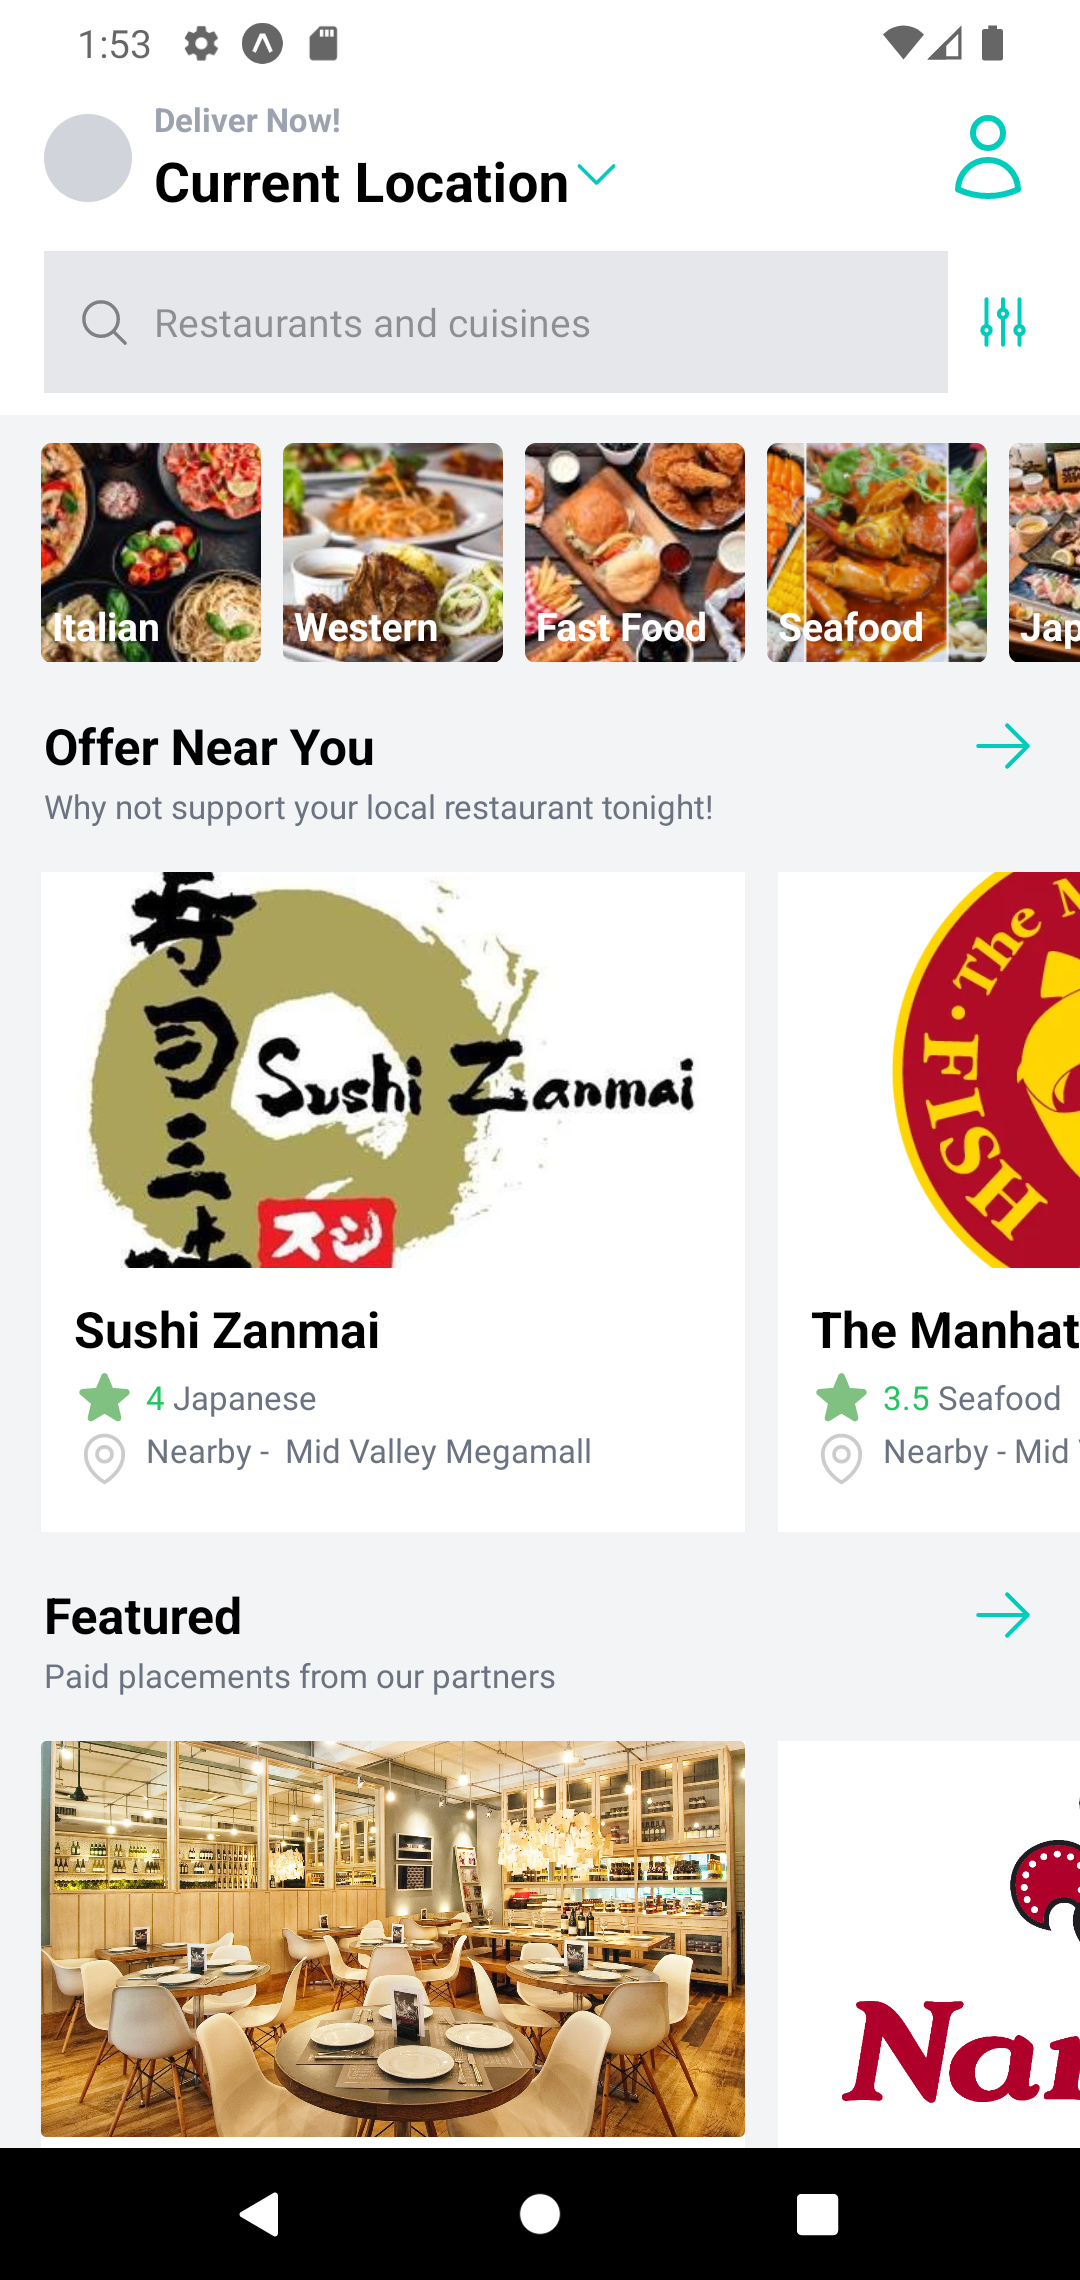 1:53
Deliver Now!
Current Location
Restaurants and cuisines
Italian
Western
Fast Food
Seafood
Jap
Offer Near You
Why not support your local restaurant tonight!
寿
司
三
Sushi Zanmai
スシ
The M
FISH
Sushi Zanmai
4 Japanese
Nearby - Mid Valley Megamall
The Manhat
3.5 Seafood
Nearby - Mid
Featured
Paid placements from our partners
Nan